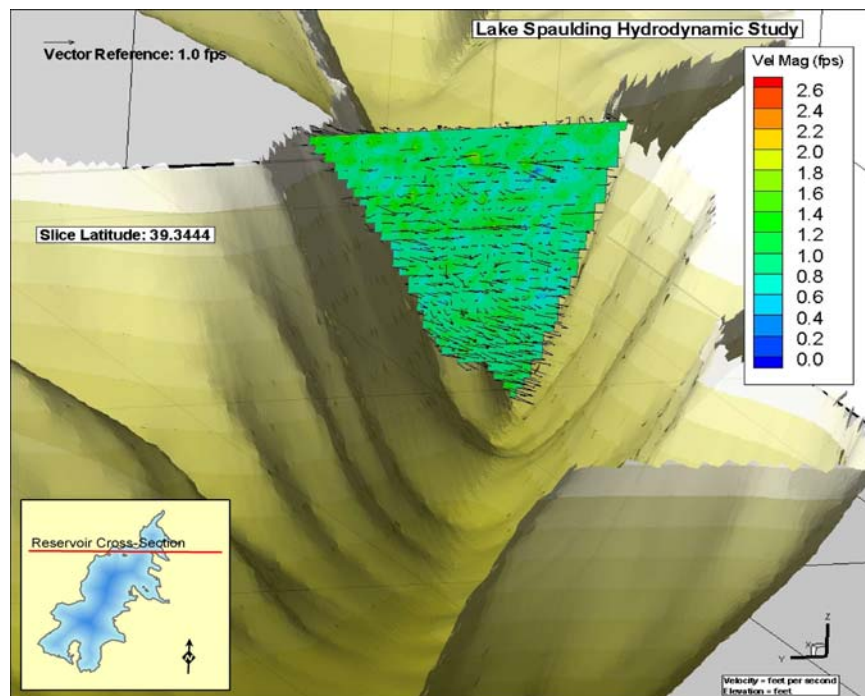 Lake Spaulding Hydrodynamic Study
Vector Reference: 1.0 fps
Vel Mag (fps)
2.6
2.4
2.2
2.0
1.8
1.6
1.4
1.2
1.0
0.8
0.6
0.4
0.2
0.0
Slice Latitude: 39.3444
Reservoir Cross-Section
Z
X
Y
Velocity = feet per second
Elevation = feet